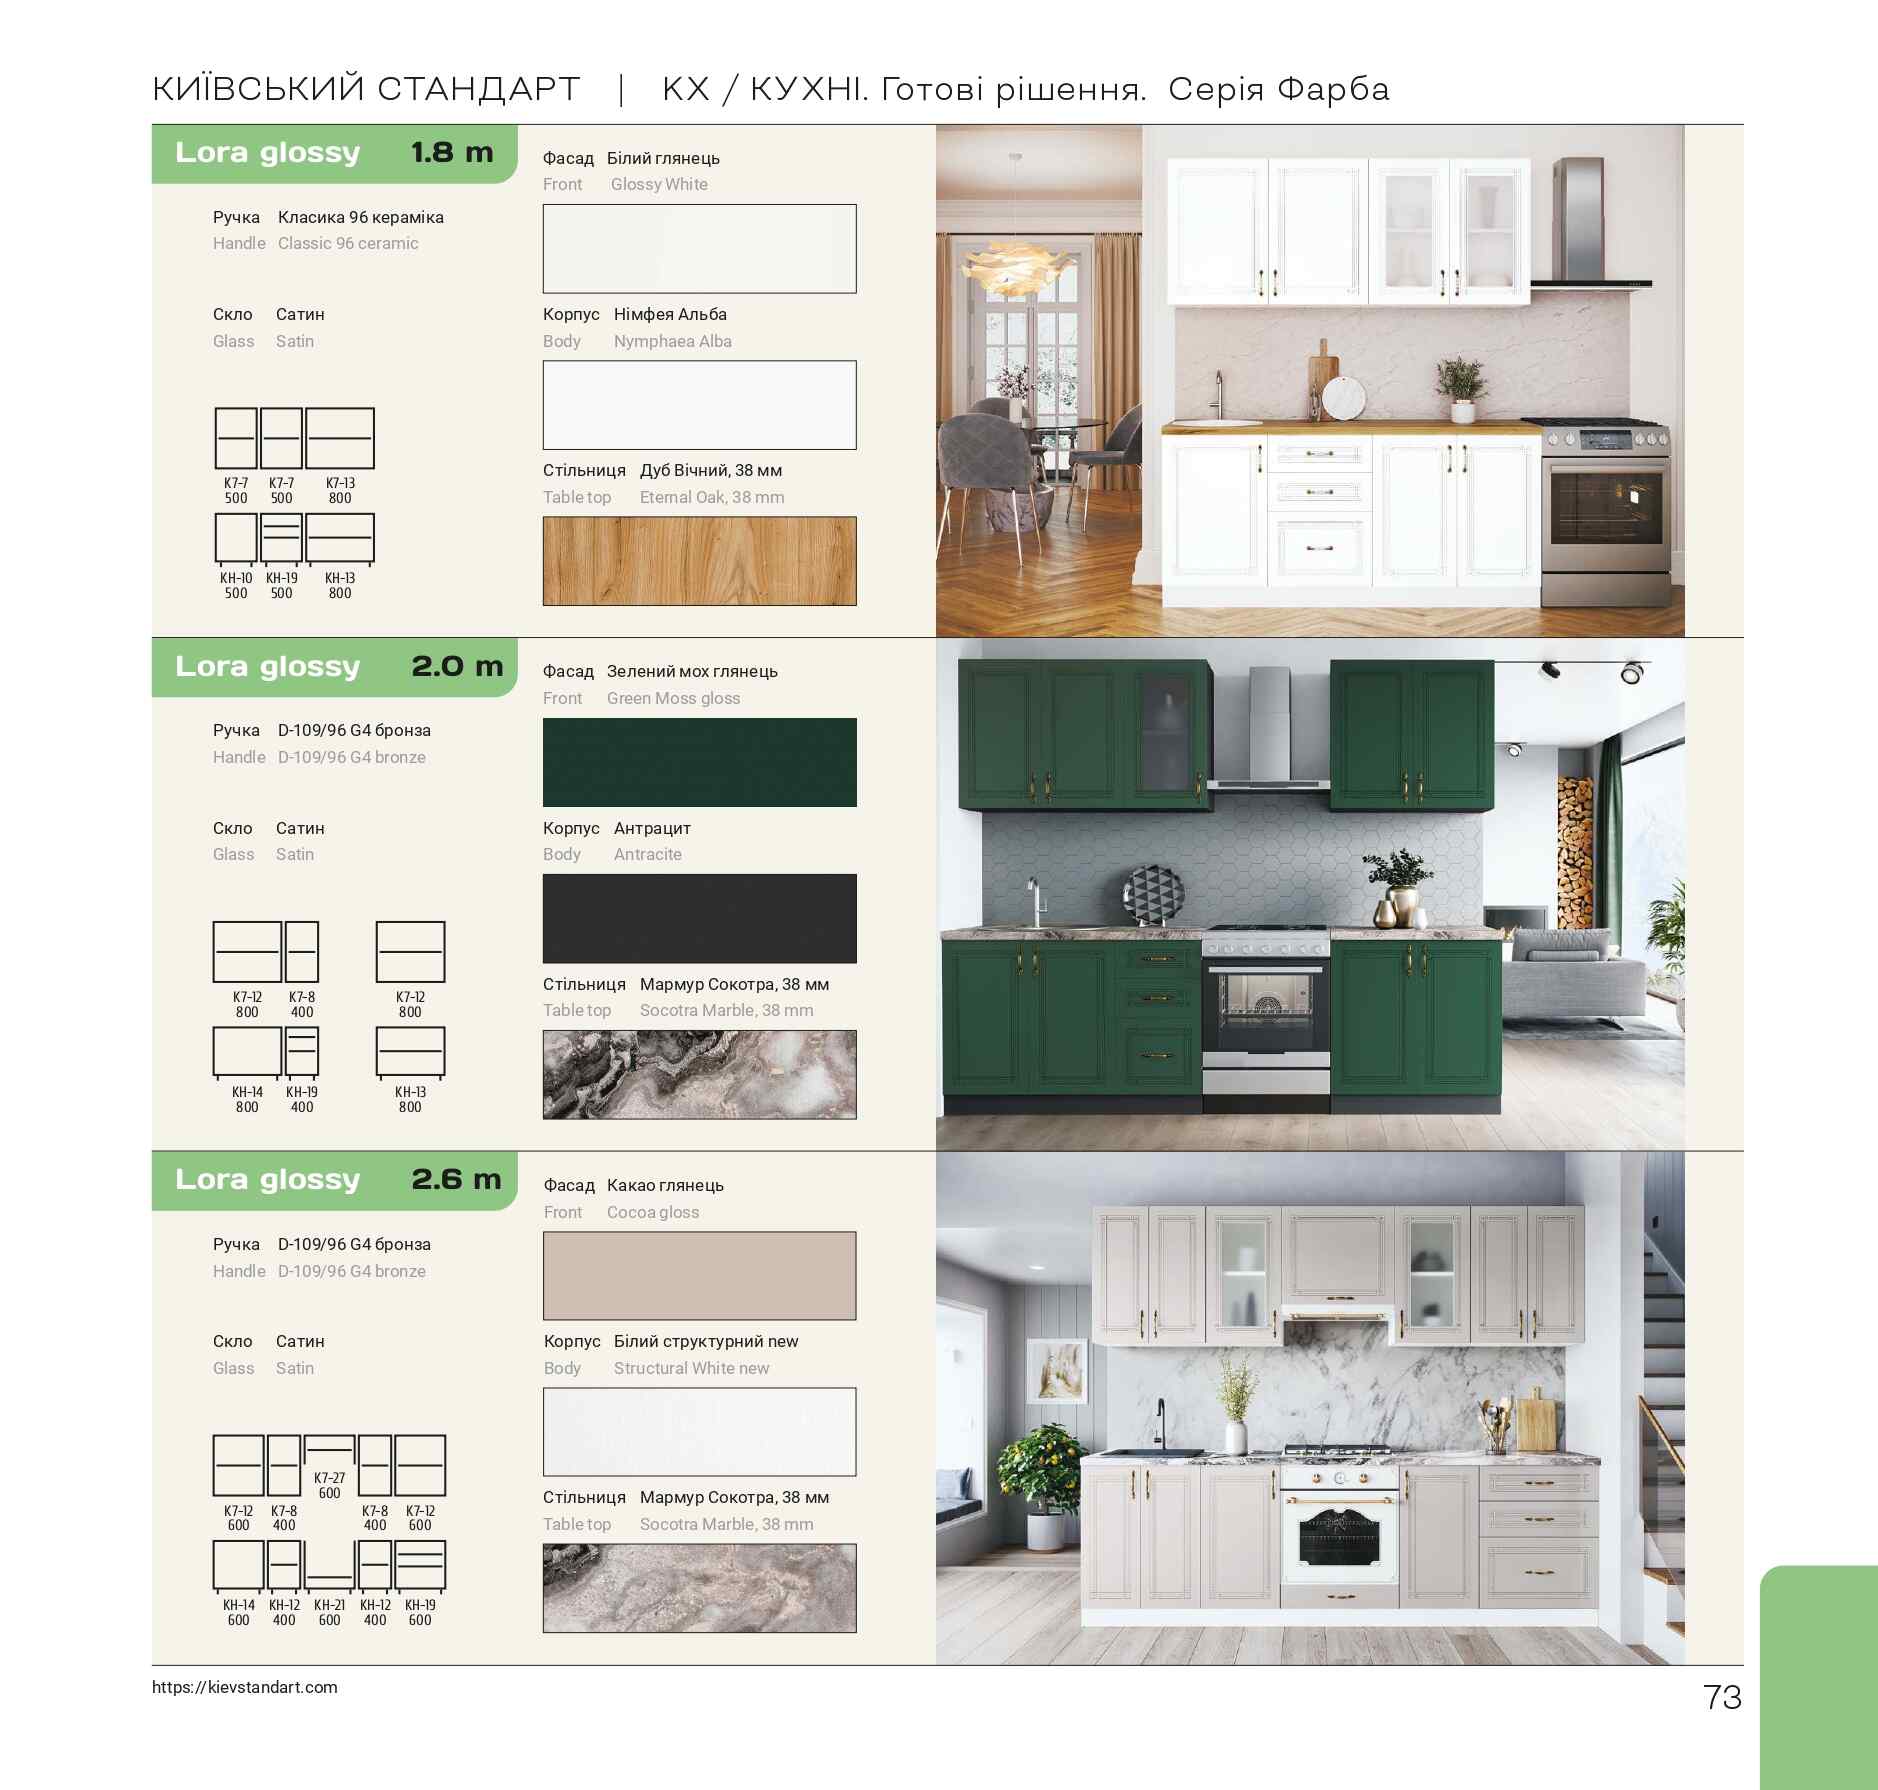 КИЇВСЬКИЙ СТАНДАРТ | КХ / КУХНІ. Готові рішення. Серія Фарба
Lora glossy 1.8 m
Ручка Класика 96 кераміка
Handle Classic 96 ceramic
Скло Сатин
Glass Satin
К7-7 К7-7 К7-13
500 500 800
КН-10 КН-19 КН-13
500 500 800
Фасад Білий глянець
Front Glossy White
Корпус Німфея Альба
Body Nymphaea Alba
Стільниця Дуб Вічний, 38 мм
Table top Eternal Oak, 38 mm
Lora glossy 2.0 m
Ручка D-109/96 G4 бронза
Handle D-109/96 G4 bronze
Скло Сатин
Glass Satin
К7-12 К7-8 К7-12
800 400 800
КН-14 КН-19 КН-13
800 400 800
Фасад Зелений мох глянець
Front Green Moss gloss
Корпус Антрацит
Body Antracite
Стільниця Мармур Сокотра, 38 мм
Table top Socotra Marble, 38 mm
Lora glossy 2.6 m
Ручка D-109/96 G4 бронза
Handle D-109/96 G4 bronze
Скло Сатин
Glass Satin
К7-27
600
К7-12 К7-8 К7-8 К7-12
600 400 400 600
КН-14 КН-12 КН-21 КН-12 КН-19
600 400 600 400 600
Фасад Какао глянець
Front Cocoa gloss
Корпус Білий структурний new
Body Structural White new
Стільниця Мармур Сокотра, 38 мм
Table top Socotra Marble, 38 mm
https://kievstandart.com
73